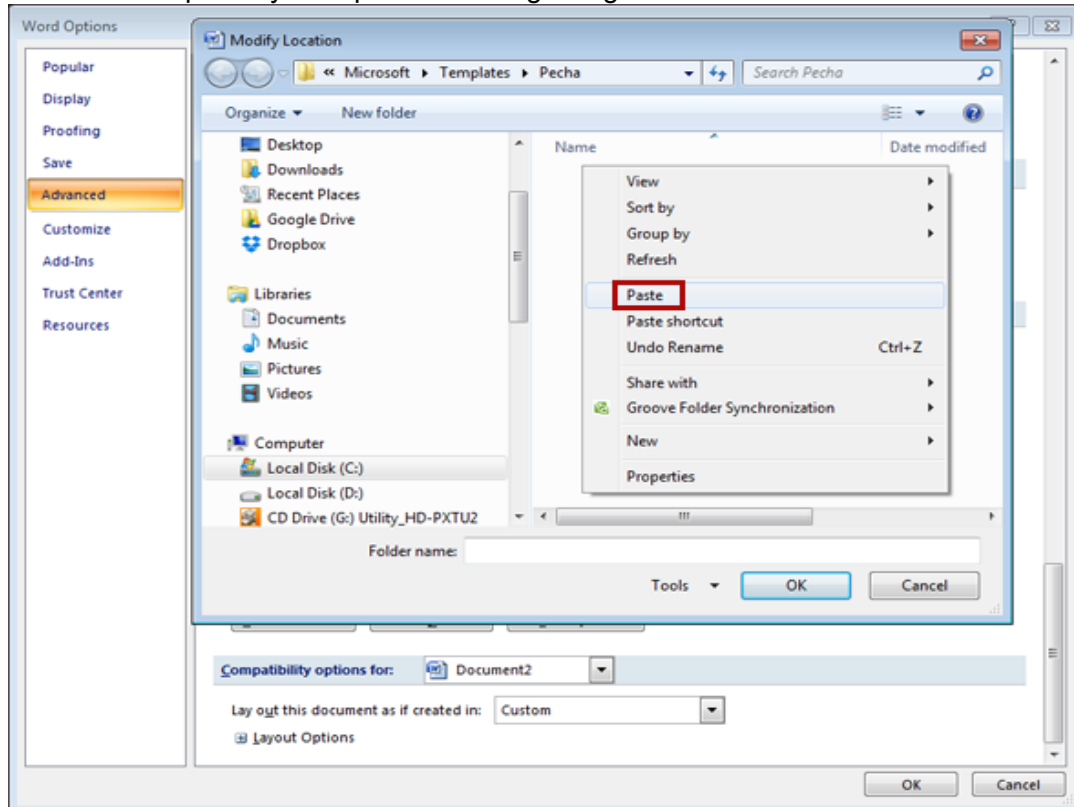 Word Options
Popular
Display
Proofing
Save
Advanced
Customize
Add-Ins
Trust Center
Resources
Modify Location
« Microsoft ▸ Templates ▸ Pecha
Search Pecha
Organize
New folder
Desktop
Downloads
Recent Places
Google Drive
Dropbox
Libraries
Documents
Music
Pictures
Videos
Computer
Local Disk (C:)
Local Disk (D:)
CD Drive (G:) Utility_HD-PXTU2
Name
Date modified
View
Sort by
Group by
Refresh
Paste
Paste shortcut
Undo Rename Ctrl+Z
Share with
Groove Folder Synchronization
New
Properties
Folder name:
Tools
OK
Cancel
Compatibility options for: Document2
Lay out this document as if created in: Custom
Layout Options
OK
Cancel